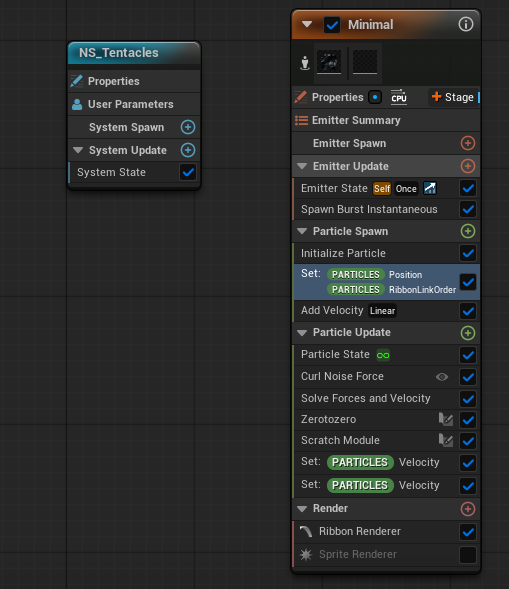 NS_Tentacles
Properties
User Parameters
System Spawn
System Update
System State
Minimal
Properties CPU Stage
Emitter Summary
Emitter Spawn
Emitter Update
Emitter State Self Once
Spawn Burst Instantaneous
Particle Spawn
Initialize Particle
Set: PARTICLES Position
PARTICLES RibbonLinkOrder
Add Velocity Linear
Particle Update
Particle State
Curl Noise Force
Solve Forces and Velocity
Zerotozero
Scratch Module
Set: PARTICLES Velocity
Set: PARTICLES Velocity
Render
Ribbon Renderer
Sprite Renderer